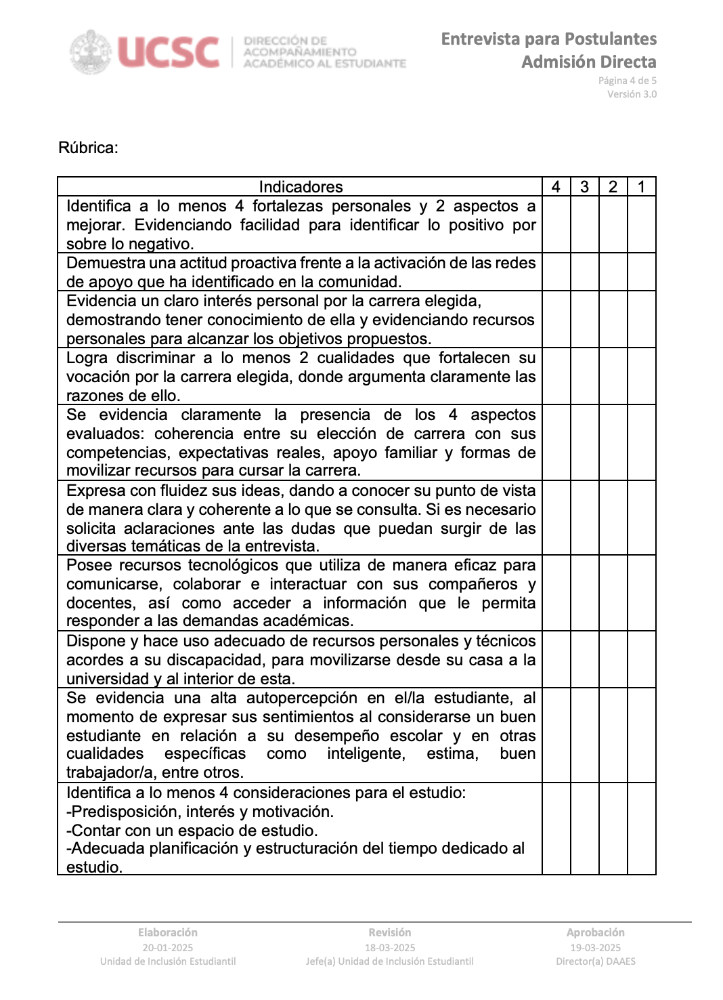 UCSC
DIRECCIÓN DE
ACOMPAÑAMIENTO
ACADÉMICO AL ESTUDIANTE
Entrevista para Postulantes
Admisión Directa
Página 4 de 5
Versión 3.0
Rúbrica:
Indicadores 4 3 2 1
Identifica a lo menos 4 fortalezas personales y 2 aspectos a
mejorar. Evidenciando facilidad para identificar lo positivo por
sobre lo negativo.
Demuestra una actitud proactiva frente a la activación de las redes
de apoyo que ha identificado en la comunidad.
Evidencia un claro interés personal por la carrera elegida,
demostrando tener conocimiento de ella y evidenciando recursos
personales para alcanzar los objetivos propuestos.
Logra discriminar a lo menos 2 cualidades que fortalecen su
vocación por la carrera elegida, donde argumenta claramente las
razones de ello.
Se evidencia claramente la presencia de los 4 aspectos
evaluados: coherencia entre su elección de carrera con sus
competencias, expectativas reales, apoyo familiar y formas de
movilizar recursos para cursar la carrera.
Expresa con fluidez sus ideas, dando a conocer su punto de vista
de manera clara y coherente a lo que se consulta. Si es necesario
solicita aclaraciones ante las dudas que puedan surgir de las
diversas temáticas de la entrevista.
Posee recursos tecnológicos que utiliza de manera eficaz para
comunicarse, colaborar e interactuar con sus compañeros y
docentes, así como acceder a información que le permita
responder a las demandas académicas.
Dispone y hace uso adecuado de recursos personales y técnicos
acordes a su discapacidad, para movilizarse desde su casa a la
universidad y al interior de esta.
Se evidencia una alta autopercepción en el/la estudiante, al
momento de expresar sus sentimientos al considerarse un buen
estudiante en relación a su desempeño escolar y en otras
cualidades específicas como inteligente, estima, buen
trabajador/a, entre otros.
Identifica a lo menos 4 consideraciones para el estudio:
-Predisposición, interés y motivación.
-Contar con un espacio de estudio.
-Adecuada planificación y estructuración del tiempo dedicado al
estudio.
Elaboración Revisión Aprobación
20-01-2025 18-03-2025 19-03-2025
Unidad de Inclusión Estudiantil Jefe(a) Unidad de Inclusión Estudiantil Director(a) DAAES